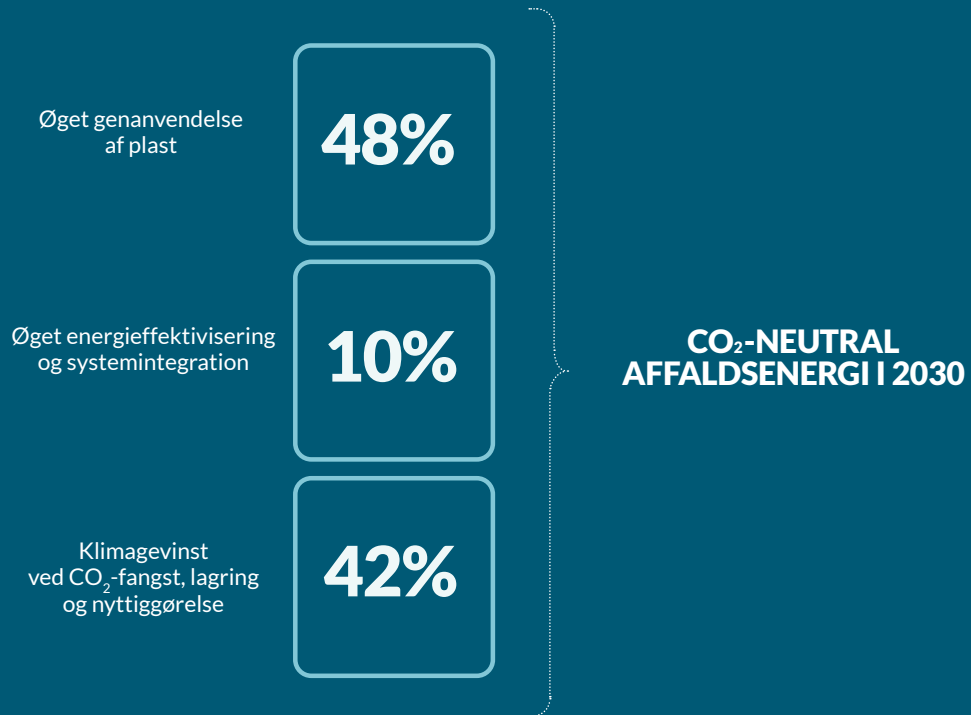 Øget genanvendelse
af plast
48%
Øget energieffektivisering
og systemintegration
10%
Klimagevinst
ved CO₂-fangst, lagring
og nyttiggørelse
42%
CO₂-NEUTRAL
AFFALDSENERGI I 2030